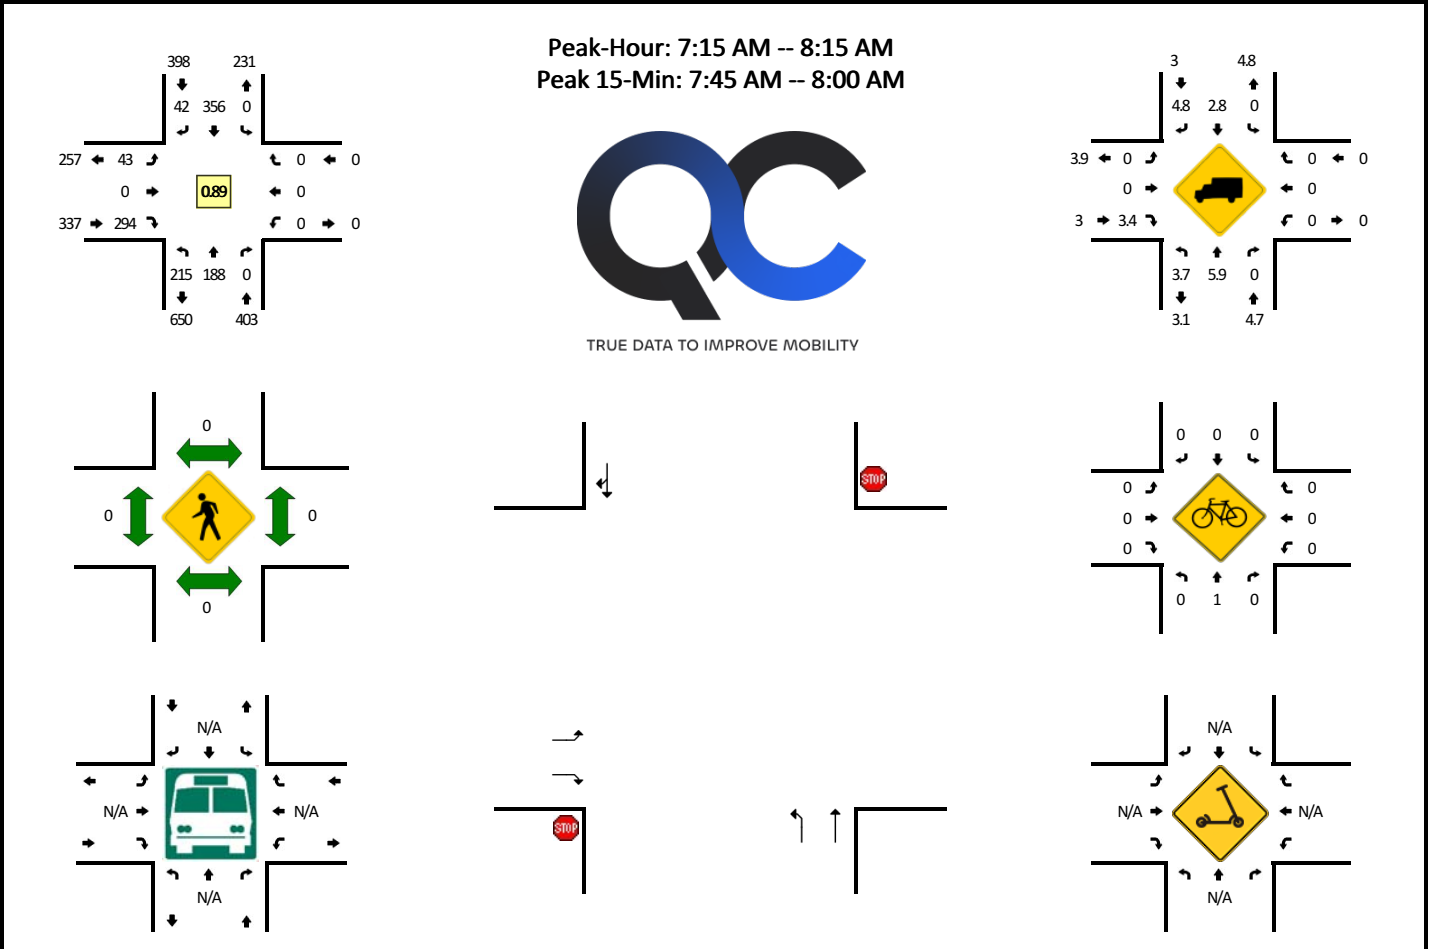 Peak-Hour: 7:15 AM -- 8:15 AM
Peak 15-Min: 7:45 AM -- 8:00 AM
398 231
42 356 0
257 43 0 0
0 0.89 0
337 294 0 0
215 188 0
650 403
TRUE DATA TO IMPROVE MOBILITY
3 4.8
4.8 2.8 0
3.9 0 0 0
0 0
3 3.4 0 0
3.7 5.9 0
3.1 4.7
0
0 0
0
STOP
STOP
0 0 0
0 0
0 0
0 0
0 1 0
N/A
N/A N/A
N/A
N/A
N/A N/A
N/A